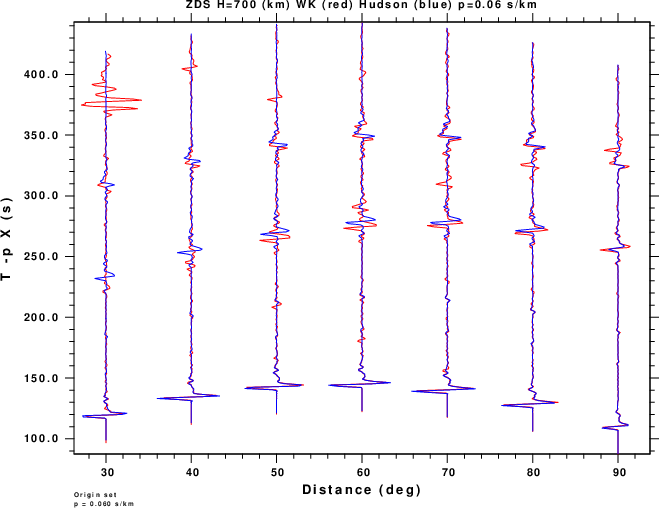 ZDS H=700 (km) WK (red) Hudson (blue) p=0.06 s/km
400.0
350.0
300.0
250.0
200.0
150.0
100.0
T -p X (s)
30 40 50 60 70 80 90
Distance (deg)
Origin set
p = 0.060 s/km